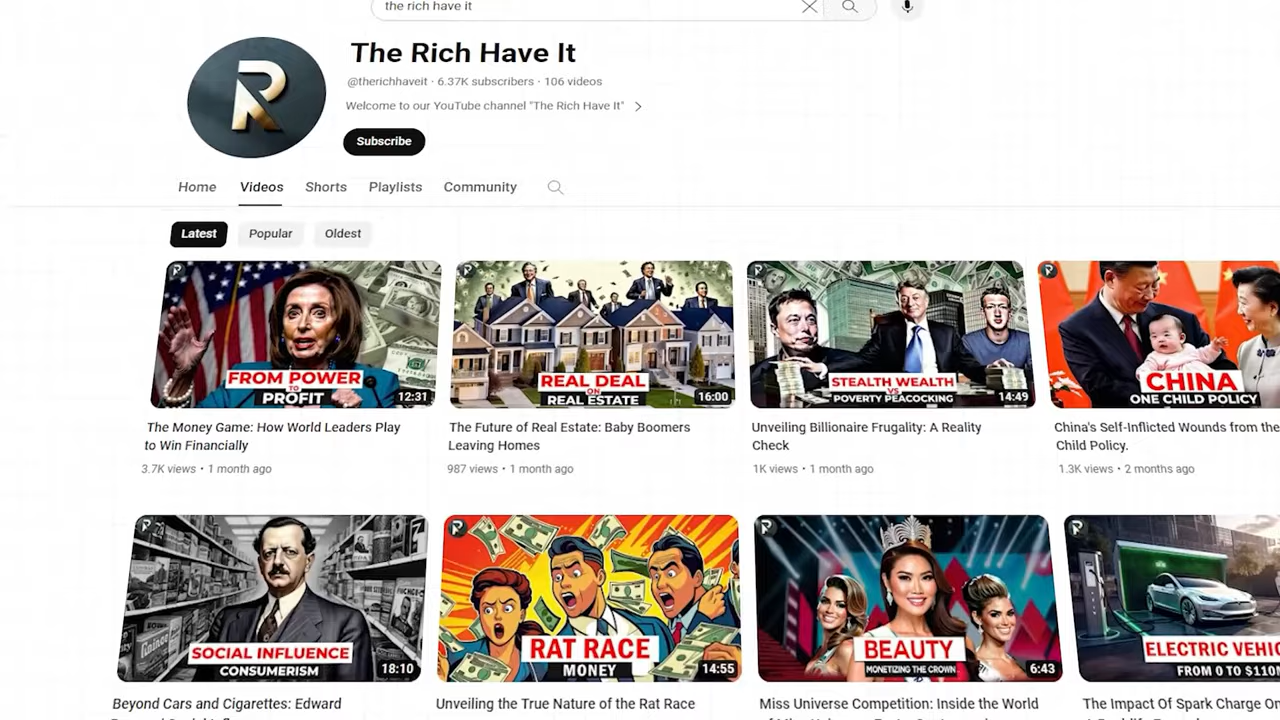 the rich have it
The Rich Have It
@therichhaveit · 6.37K subscribers · 106 videos
Welcome to our YouTube channel "The Rich Have It"
Subscribe
Home Videos Shorts Playlists Community
Latest Popular Oldest
FROM POWER
TO
PROFIT
12:31
REAL DEAL
ON
REAL ESTATE
16:00
STEALTH WEALTH
VS
POVERTY PEACOCKING
14:49
CHINA
ONE CHILD POLICY
The Money Game: How World Leaders Play
to Win Financially
3.7K views • 1 month ago
The Future of Real Estate: Baby Boomers
Leaving Homes
987 views • 1 month ago
Unveiling Billionaire Frugality: A Reality
Check
1K views • 1 month ago
China's Self-Inflicted Wounds from the
Child Policy.
1.3K views • 2 months ago
SOCIAL INFLUENCE
CONSUMERISM
18:10
RAT RACE
MONEY
14:55
BEAUTY
MONETIZING THE CROWN
6:43
ELECTRIC VEHIC
FROM 0 TO $110
Beyond Cars and Cigarettes: Edward
Unveiling the True Nature of the Rat Race
Miss Universe Competition: Inside the World
The Impact Of Spark Charge O